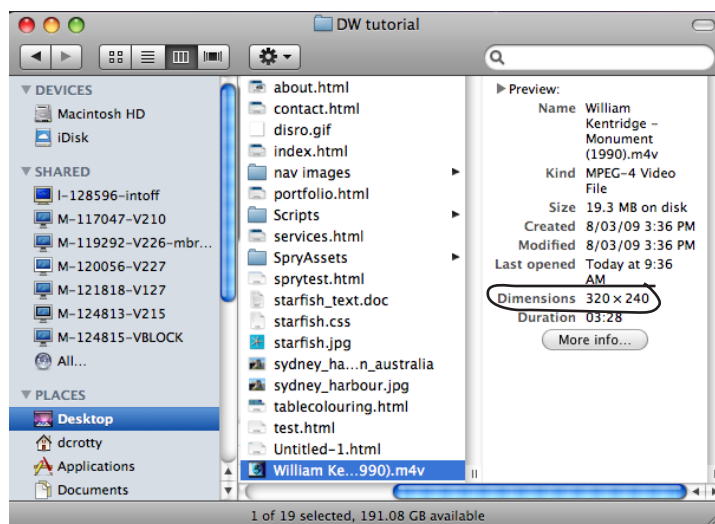 DW tutorial
DEVICES
Macintosh HD
iDisk
SHARED
l-128596-intoff
M-117047-V210
M-119292-V226-mbr...
M-120056-V227
M-121818-V127
M-124813-V215
M-124815-VBLOCK
All...
PLACES
Desktop
dcrotty
Applications
Documents
about.html
contact.html
disro.gif
index.html
nav images
portfolio.html
Scripts
services.html
SpryAssets
sprytest.html
starfish_text.doc
starfish.css
starfish.jpg
sydney_ha...n_australia
sydney_harbour.jpg
tablecolouring.html
test.html
Untitled-1.html
William Ke...990).m4v
Preview:
Name William
Kentridge –
Monument
(1990).m4v
Kind MPEG-4 Video
File
Size 19.3 MB on disk
Created 8/03/09 3:36 PM
Modified 8/03/09 3:36 PM
Last opened Today at 9:36
AM
Dimensions 320 × 240
Duration 03:28
More info...
1 of 19 selected, 191.08 GB available